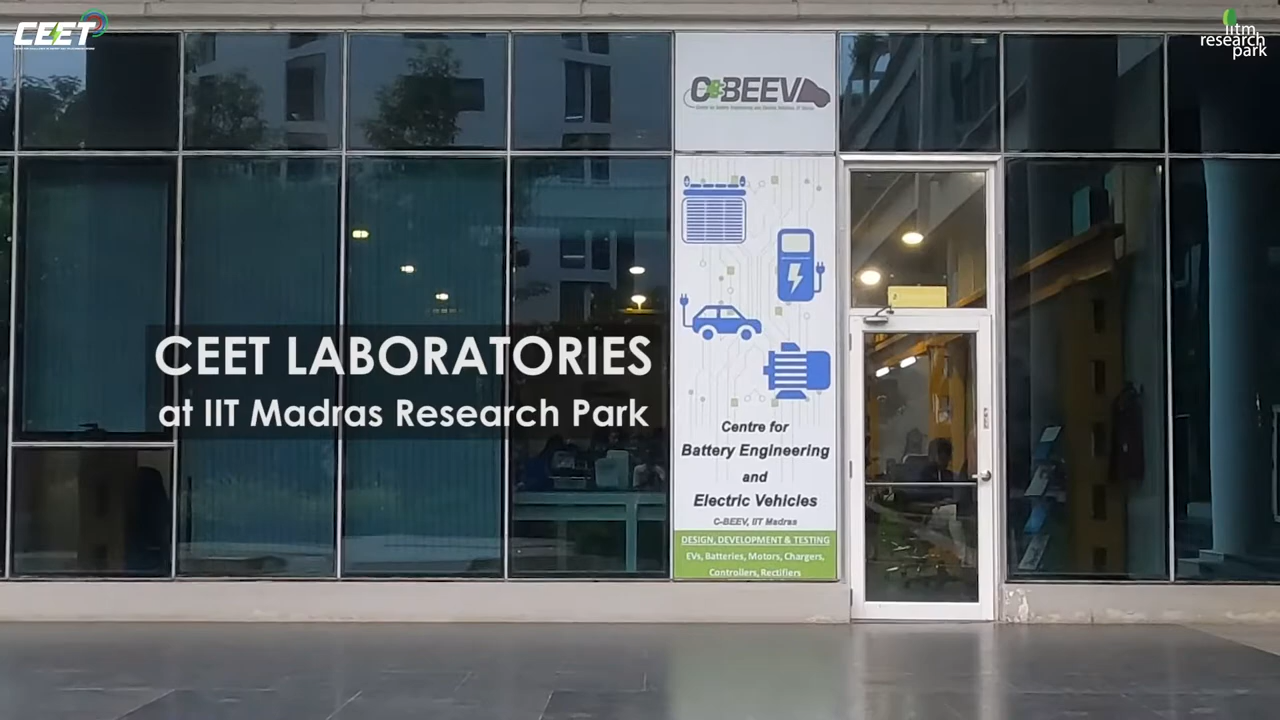 CEET
iitm
research
park
C-BEEV
CEET LABORATORIES
at IIT Madras Research Park
Centre for
Battery Engineering
and
Electric Vehicles
C-BEEV, IIT Madras
DESIGN, DEVELOPMENT & TESTING
EVs, Batteries, Motors, Chargers,
Controllers, Rectifiers